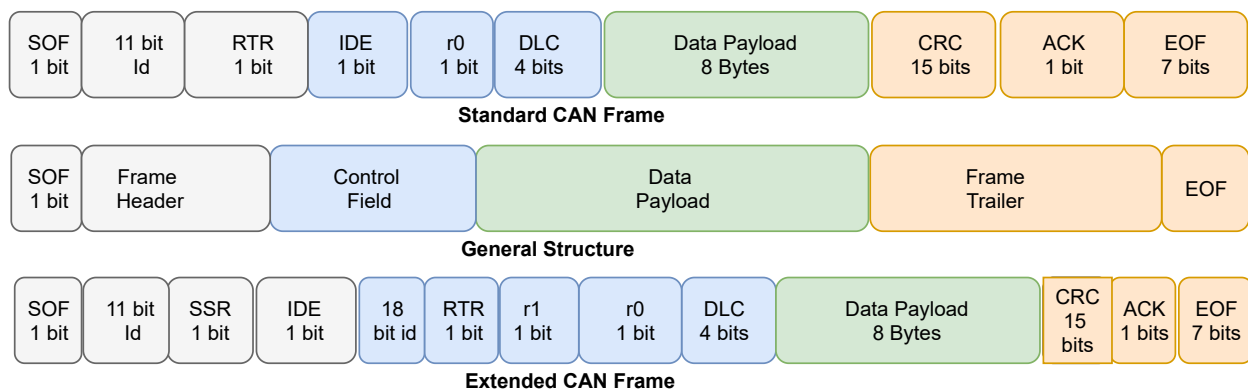 SOF
1 bit
11 bit
Id
RTR
1 bit
IDE
1 bit
r0
1 bit
DLC
4 bits
Data Payload
8 Bytes
CRC
15 bits
ACK
1 bit
EOF
7 bits
Standard CAN Frame
SOF
1 bit
Frame
Header
Control
Field
Data
Payload
Frame
Trailer
EOF
General Structure
SOF
1 bit
11 bit
Id
SSR
1 bit
IDE
1 bit
18
bit id
RTR
1 bit
r1
1 bit
r0
1 bit
DLC
4 bits
Data Payload
8 Bytes
CRC
15
bits
ACK
1 bits
EOF
7 bits
Extended CAN Frame